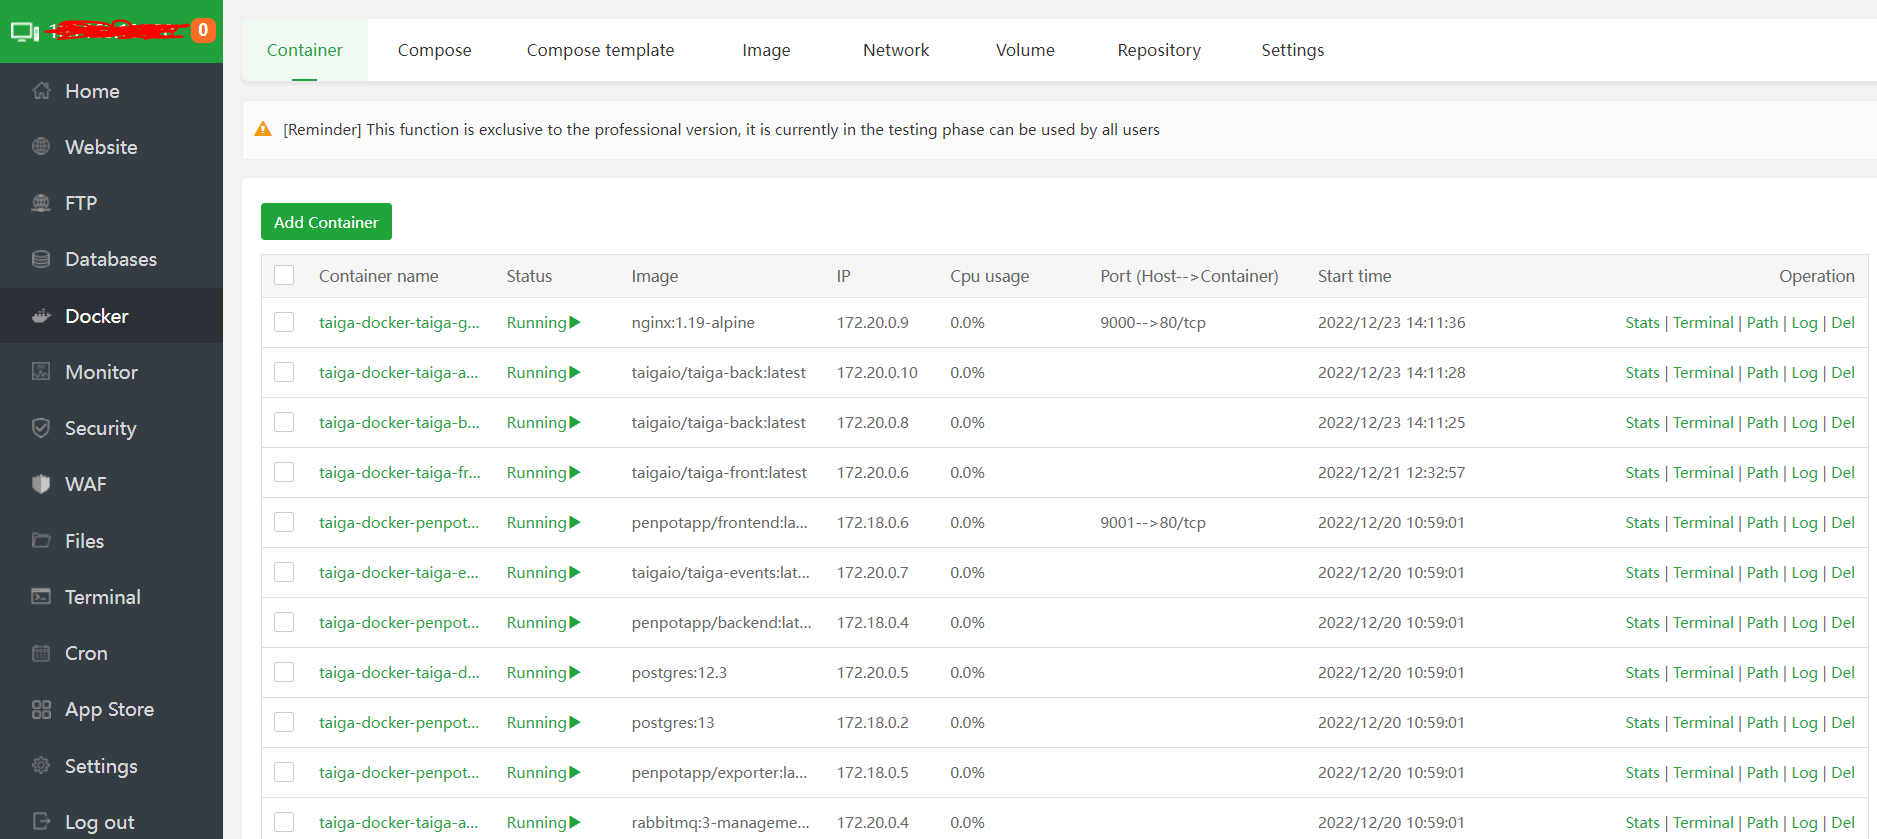 0
Home
Website
FTP
Databases
Docker
Monitor
Security
WAF
Files
Terminal
Cron
App Store
Settings
Log out
Container Compose Compose template Image Network Volume Repository Settings
[Reminder] This function is exclusive to the professional version, it is currently in the testing phase can be used by all users
Add Container
Container name Status Image IP Cpu usage Port (Host-->Container) Start time Operation
taiga-docker-taiga-g... Running nginx:1.19-alpine 172.20.0.9 0.0% 9000-->80/tcp 2022/12/23 14:11:36 Stats | Terminal | Path | Log | Del
taiga-docker-taiga-a... Running taigaio/taiga-back:latest 172.20.0.10 0.0% 2022/12/23 14:11:28 Stats | Terminal | Path | Log | Del
taiga-docker-taiga-b... Running taigaio/taiga-back:latest 172.20.0.8 0.0% 2022/12/23 14:11:25 Stats | Terminal | Path | Log | Del
taiga-docker-taiga-fr... Running taigaio/taiga-front:latest 172.20.0.6 0.0% 2022/12/21 12:32:57 Stats | Terminal | Path | Log | Del
taiga-docker-penpot... Running penpotapp/frontend:la... 172.18.0.6 0.0% 9001-->80/tcp 2022/12/20 10:59:01 Stats | Terminal | Path | Log | Del
taiga-docker-taiga-e... Running taigaio/taiga-events:lat... 172.20.0.7 0.0% 2022/12/20 10:59:01 Stats | Terminal | Path | Log | Del
taiga-docker-penpot... Running penpotapp/backend:lat... 172.18.0.4 0.0% 2022/12/20 10:59:01 Stats | Terminal | Path | Log | Del
taiga-docker-taiga-d... Running postgres:12.3 172.20.0.5 0.0% 2022/12/20 10:59:01 Stats | Terminal | Path | Log | Del
taiga-docker-penpot... Running postgres:13 172.18.0.2 0.0% 2022/12/20 10:59:01 Stats | Terminal | Path | Log | Del
taiga-docker-penpot... Running penpotapp/exporter:la... 172.18.0.5 0.0% 2022/12/20 10:59:01 Stats | Terminal | Path | Log | Del
taiga-docker-taiga-a... Running rabbitmq:3-manageme... 172.20.0.4 0.0% 2022/12/20 10:59:01 Stats | Terminal | Path | Log | Del